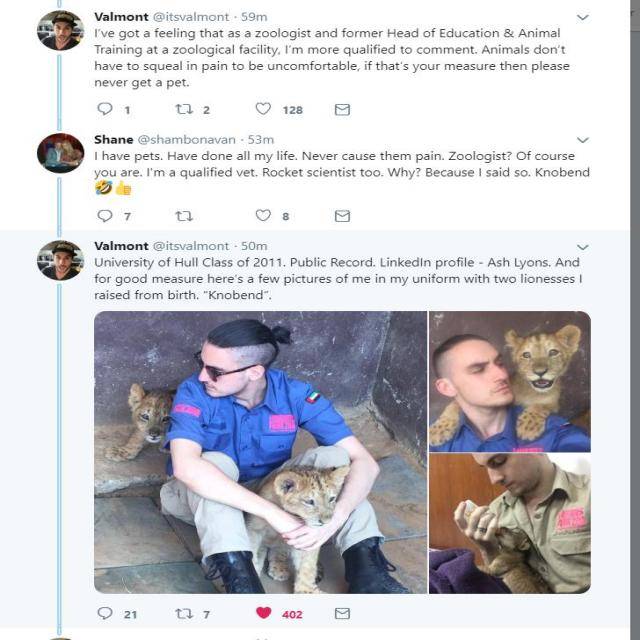 Valmont @itsvalmont · 59m
I've got a feeling that as a zoologist and former Head of Education & Animal
Training at a zoological facility, I'm more qualified to comment. Animals don't
have to squeal in pain to be uncomfortable, if that's your measure then please
never get a pet.
1 2 128
Shane @shambonavan · 53m
I have pets. Have done all my life. Never cause them pain. Zoologist? Of course
you are. I'm a qualified vet. Rocket scientist too. Why? Because I said so. Knobend
🤣👍
7 8
Valmont @itsvalmont · 50m
University of Hull Class of 2011. Public Record. LinkedIn profile - Ash Lyons. And
for good measure here's a few pictures of me in my uniform with two lionesses I
raised from birth. "Knobend".
21 7 402